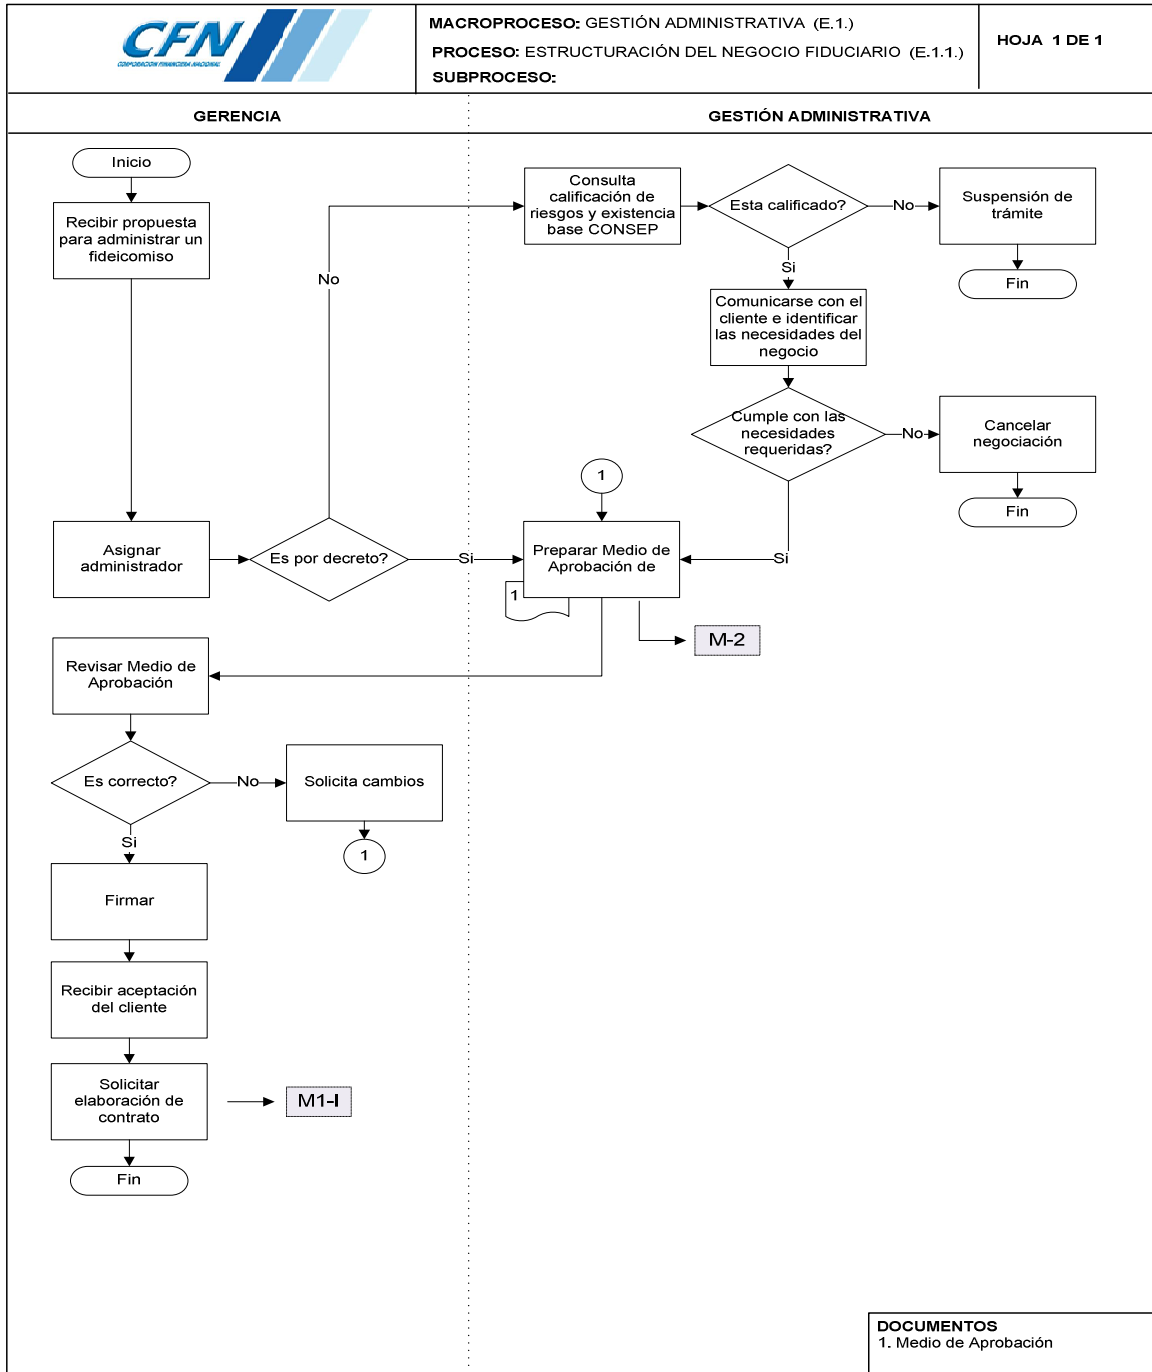 CFN
CORPORACION FINANCIERA NACIONAL
MACROPROCESO: GESTIÓN ADMINISTRATIVA (E.1.)
PROCESO: ESTRUCTURACIÓN DEL NEGOCIO FIDUCIARIO (E.1.1.)
SUBPROCESO:
HOJA 1 DE 1
GERENCIA
GESTIÓN ADMINISTRATIVA
Inicio
Recibir propuesta
para administrar un
fideicomiso
No
Consulta
calificación de
riesgos y existencia
base CONSEP
Esta calificado?
No
Suspensión de
trámite
Fin
Si
Comunicarse con el
cliente e identificar
las necesidades del
negocio
Cumple con las
necesidades
requeridas?
No
Cancelar
negociación
Fin
Si
1
Asignar
administrador
Es por decreto?
Si
Preparar Medio de
Aprobación de
1
M-2
Revisar Medio de
Aprobación
Es correcto?
No
Solicita cambios
1
Si
Firmar
Recibir aceptación
del cliente
Solicitar
elaboración de
contrato
M1-I
Fin
DOCUMENTOS
1. Medio de Aprobación